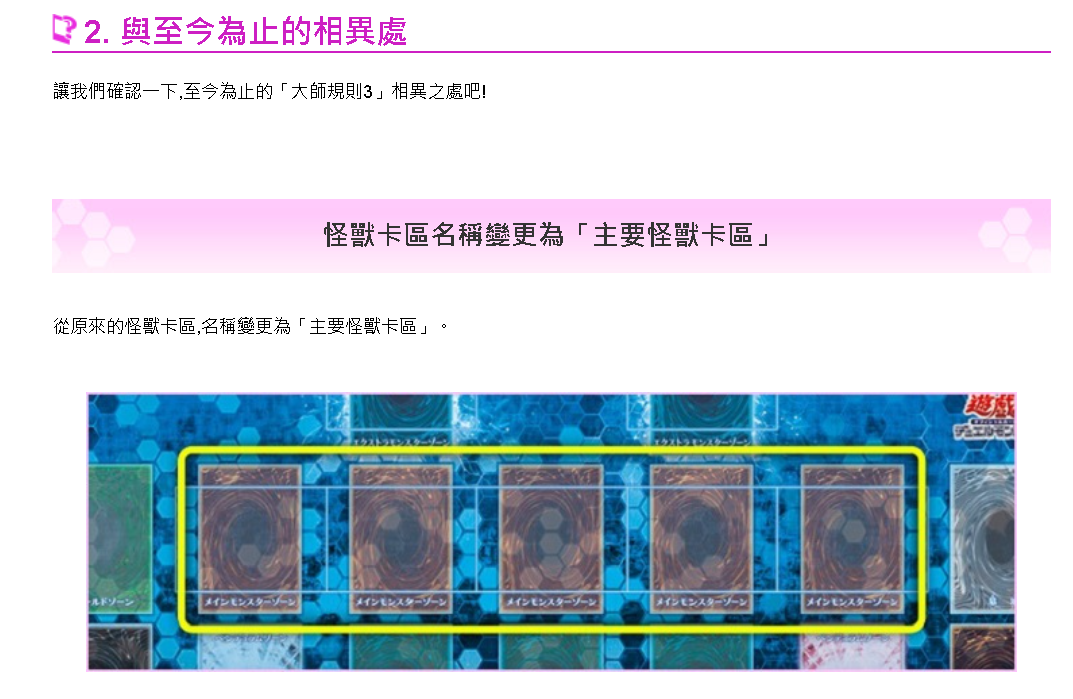 2. 與至今為止的相異處
讓我們確認一下,至今為止的「大師規則3」相異之處吧!
怪獸卡區名稱變更為「主要怪獸卡區」
從原來的怪獸卡區,名稱變更為「主要怪獸卡區」。
遊戯
デュエルモン
エクストラモンスターゾーン エクストラモンスターゾーン
ルドゾーン メインモンスターゾーン メインモンスターゾーン メインモンスターゾーン メインモンスターゾーン メインモンスターゾーン